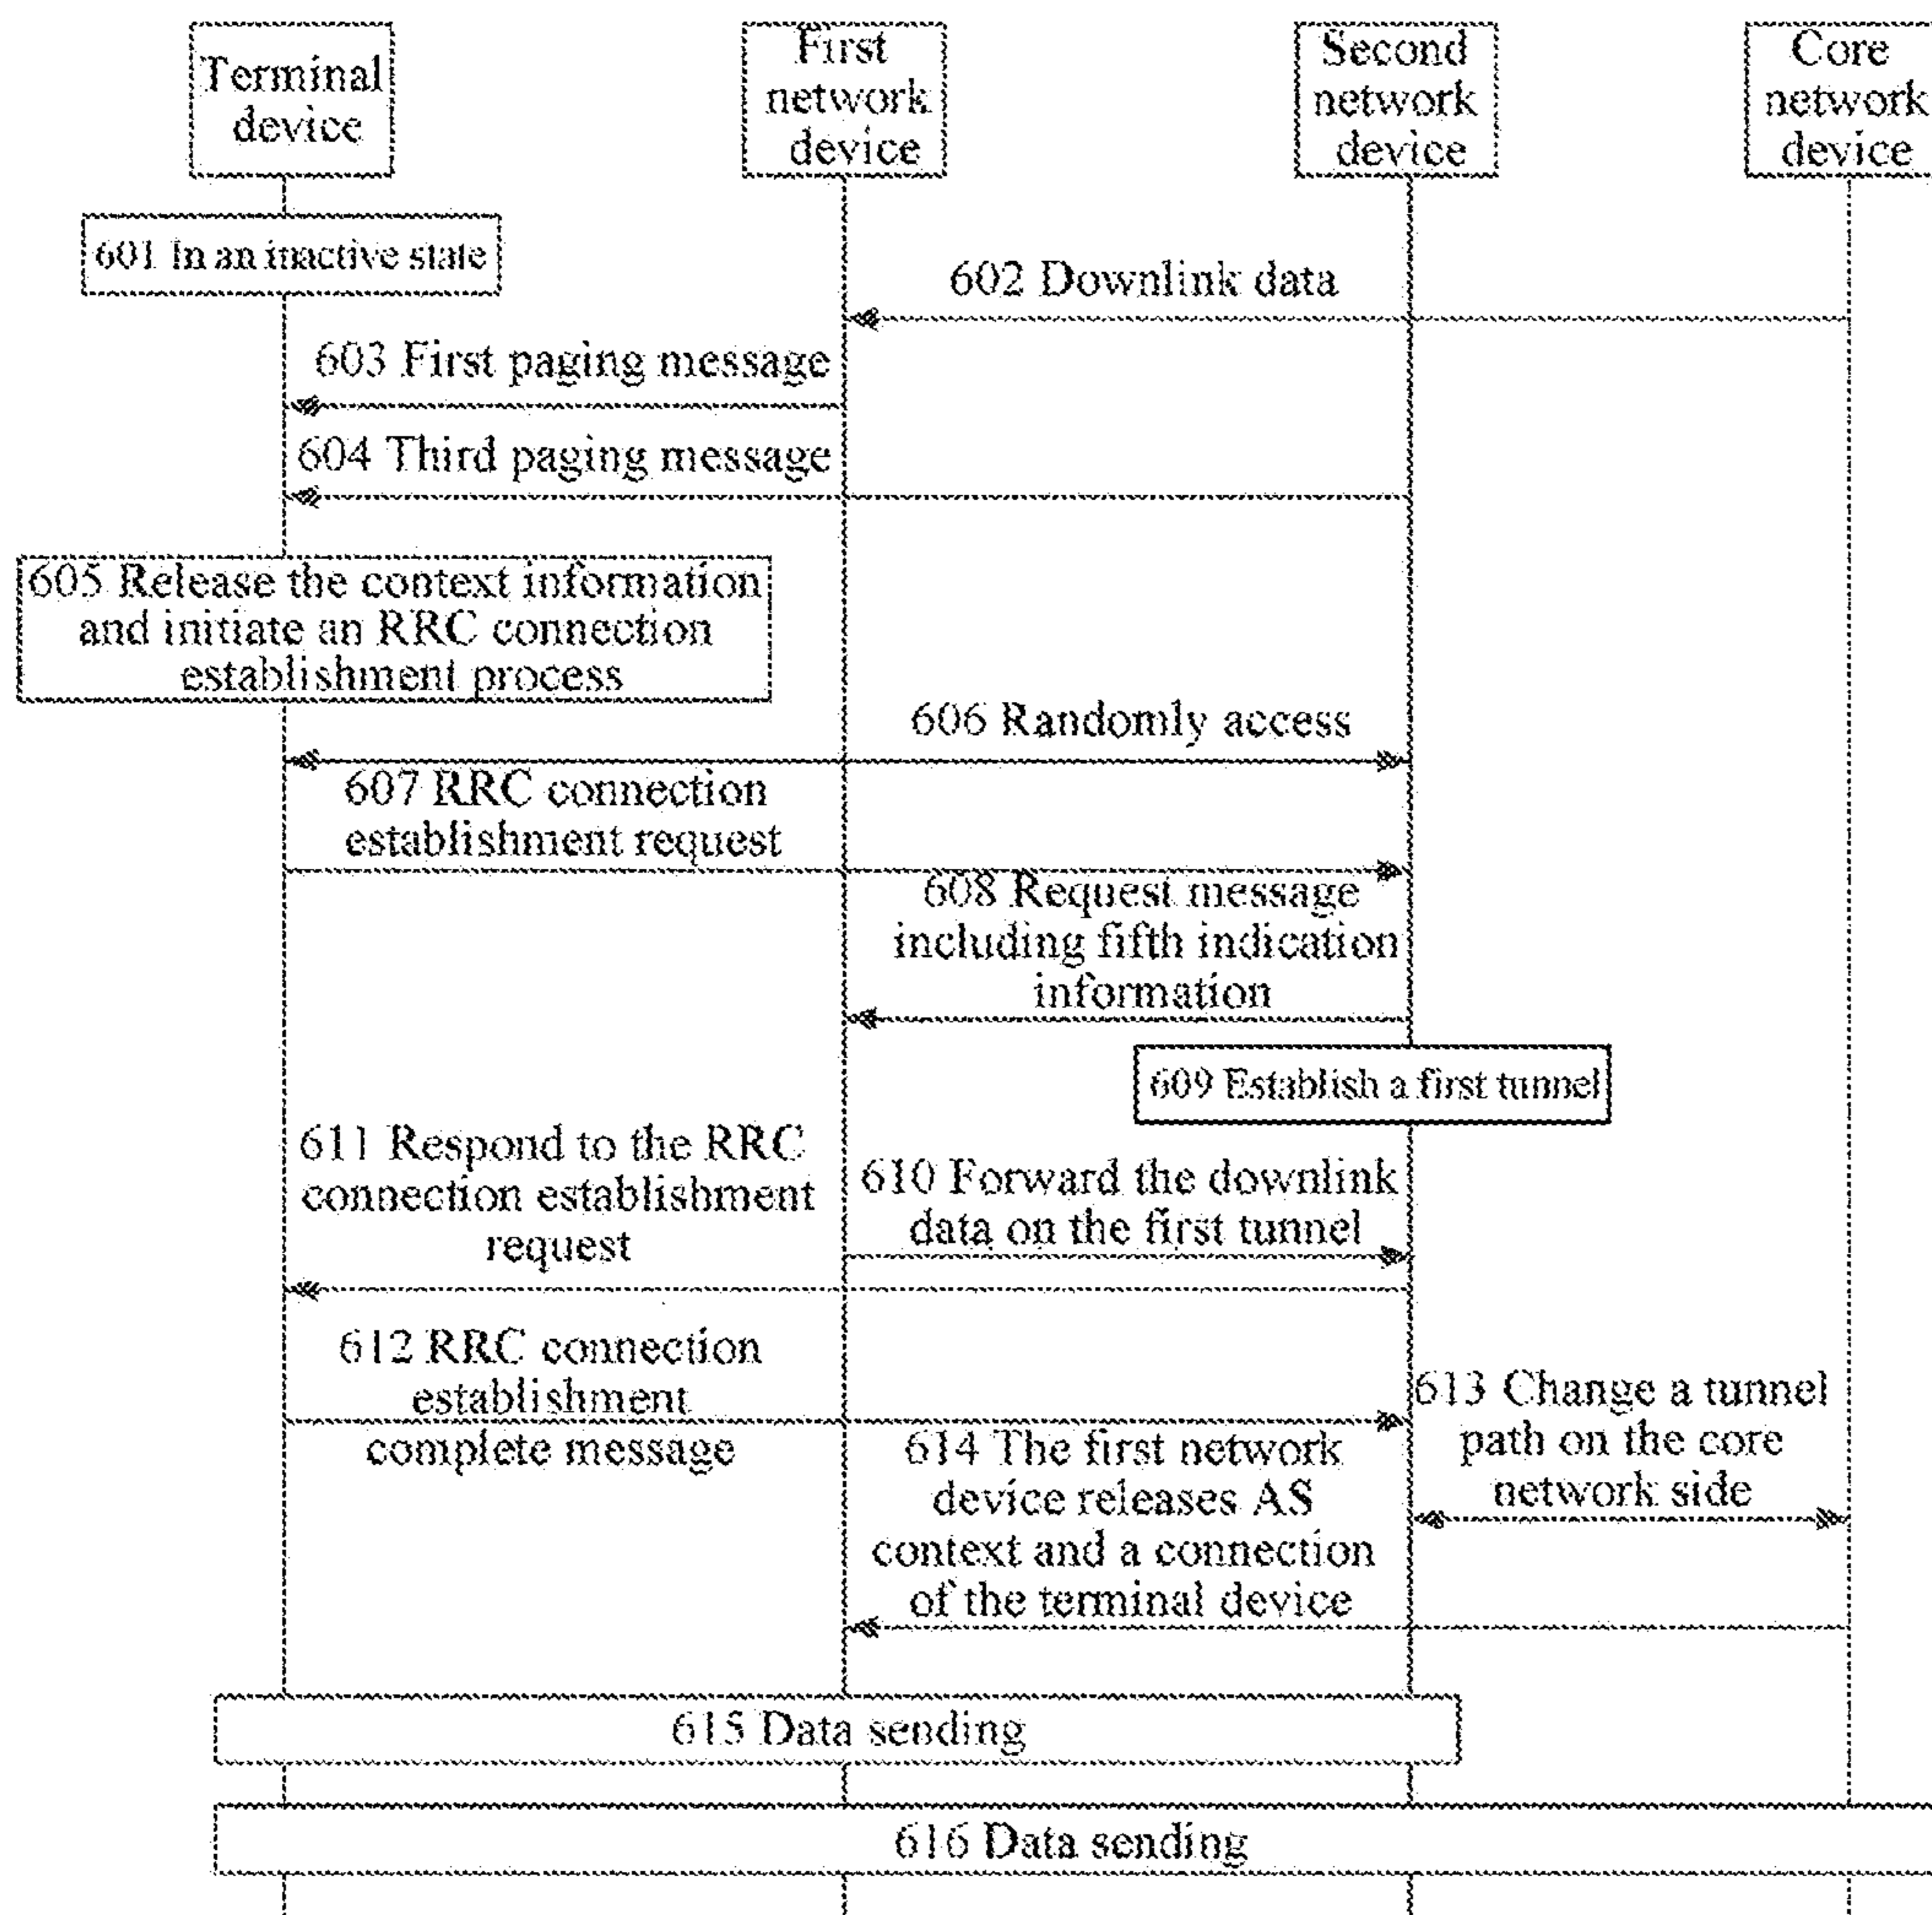 Terminal
device
First
network
device
Second
network
device
Core
network
device
601 In an inactive state
602 Downlink data
603 First paging message
604 Third paging message
605 Release the context information
and initiate an RRC connection
establishment process
606 Randomly access
607 RRC connection
establishment request
608 Request message
including fifth indication
information
609 Establish a first tunnel
611 Respond to the RRC
connection establishment
request
610 Forward the downlink
data on the first tunnel
612 RRC connection
establishment
complete message
613 Change a tunnel
path on the core
network side
614 The first network
device releases AS
context and a connection
of the terminal device
615 Data sending
616 Data sending